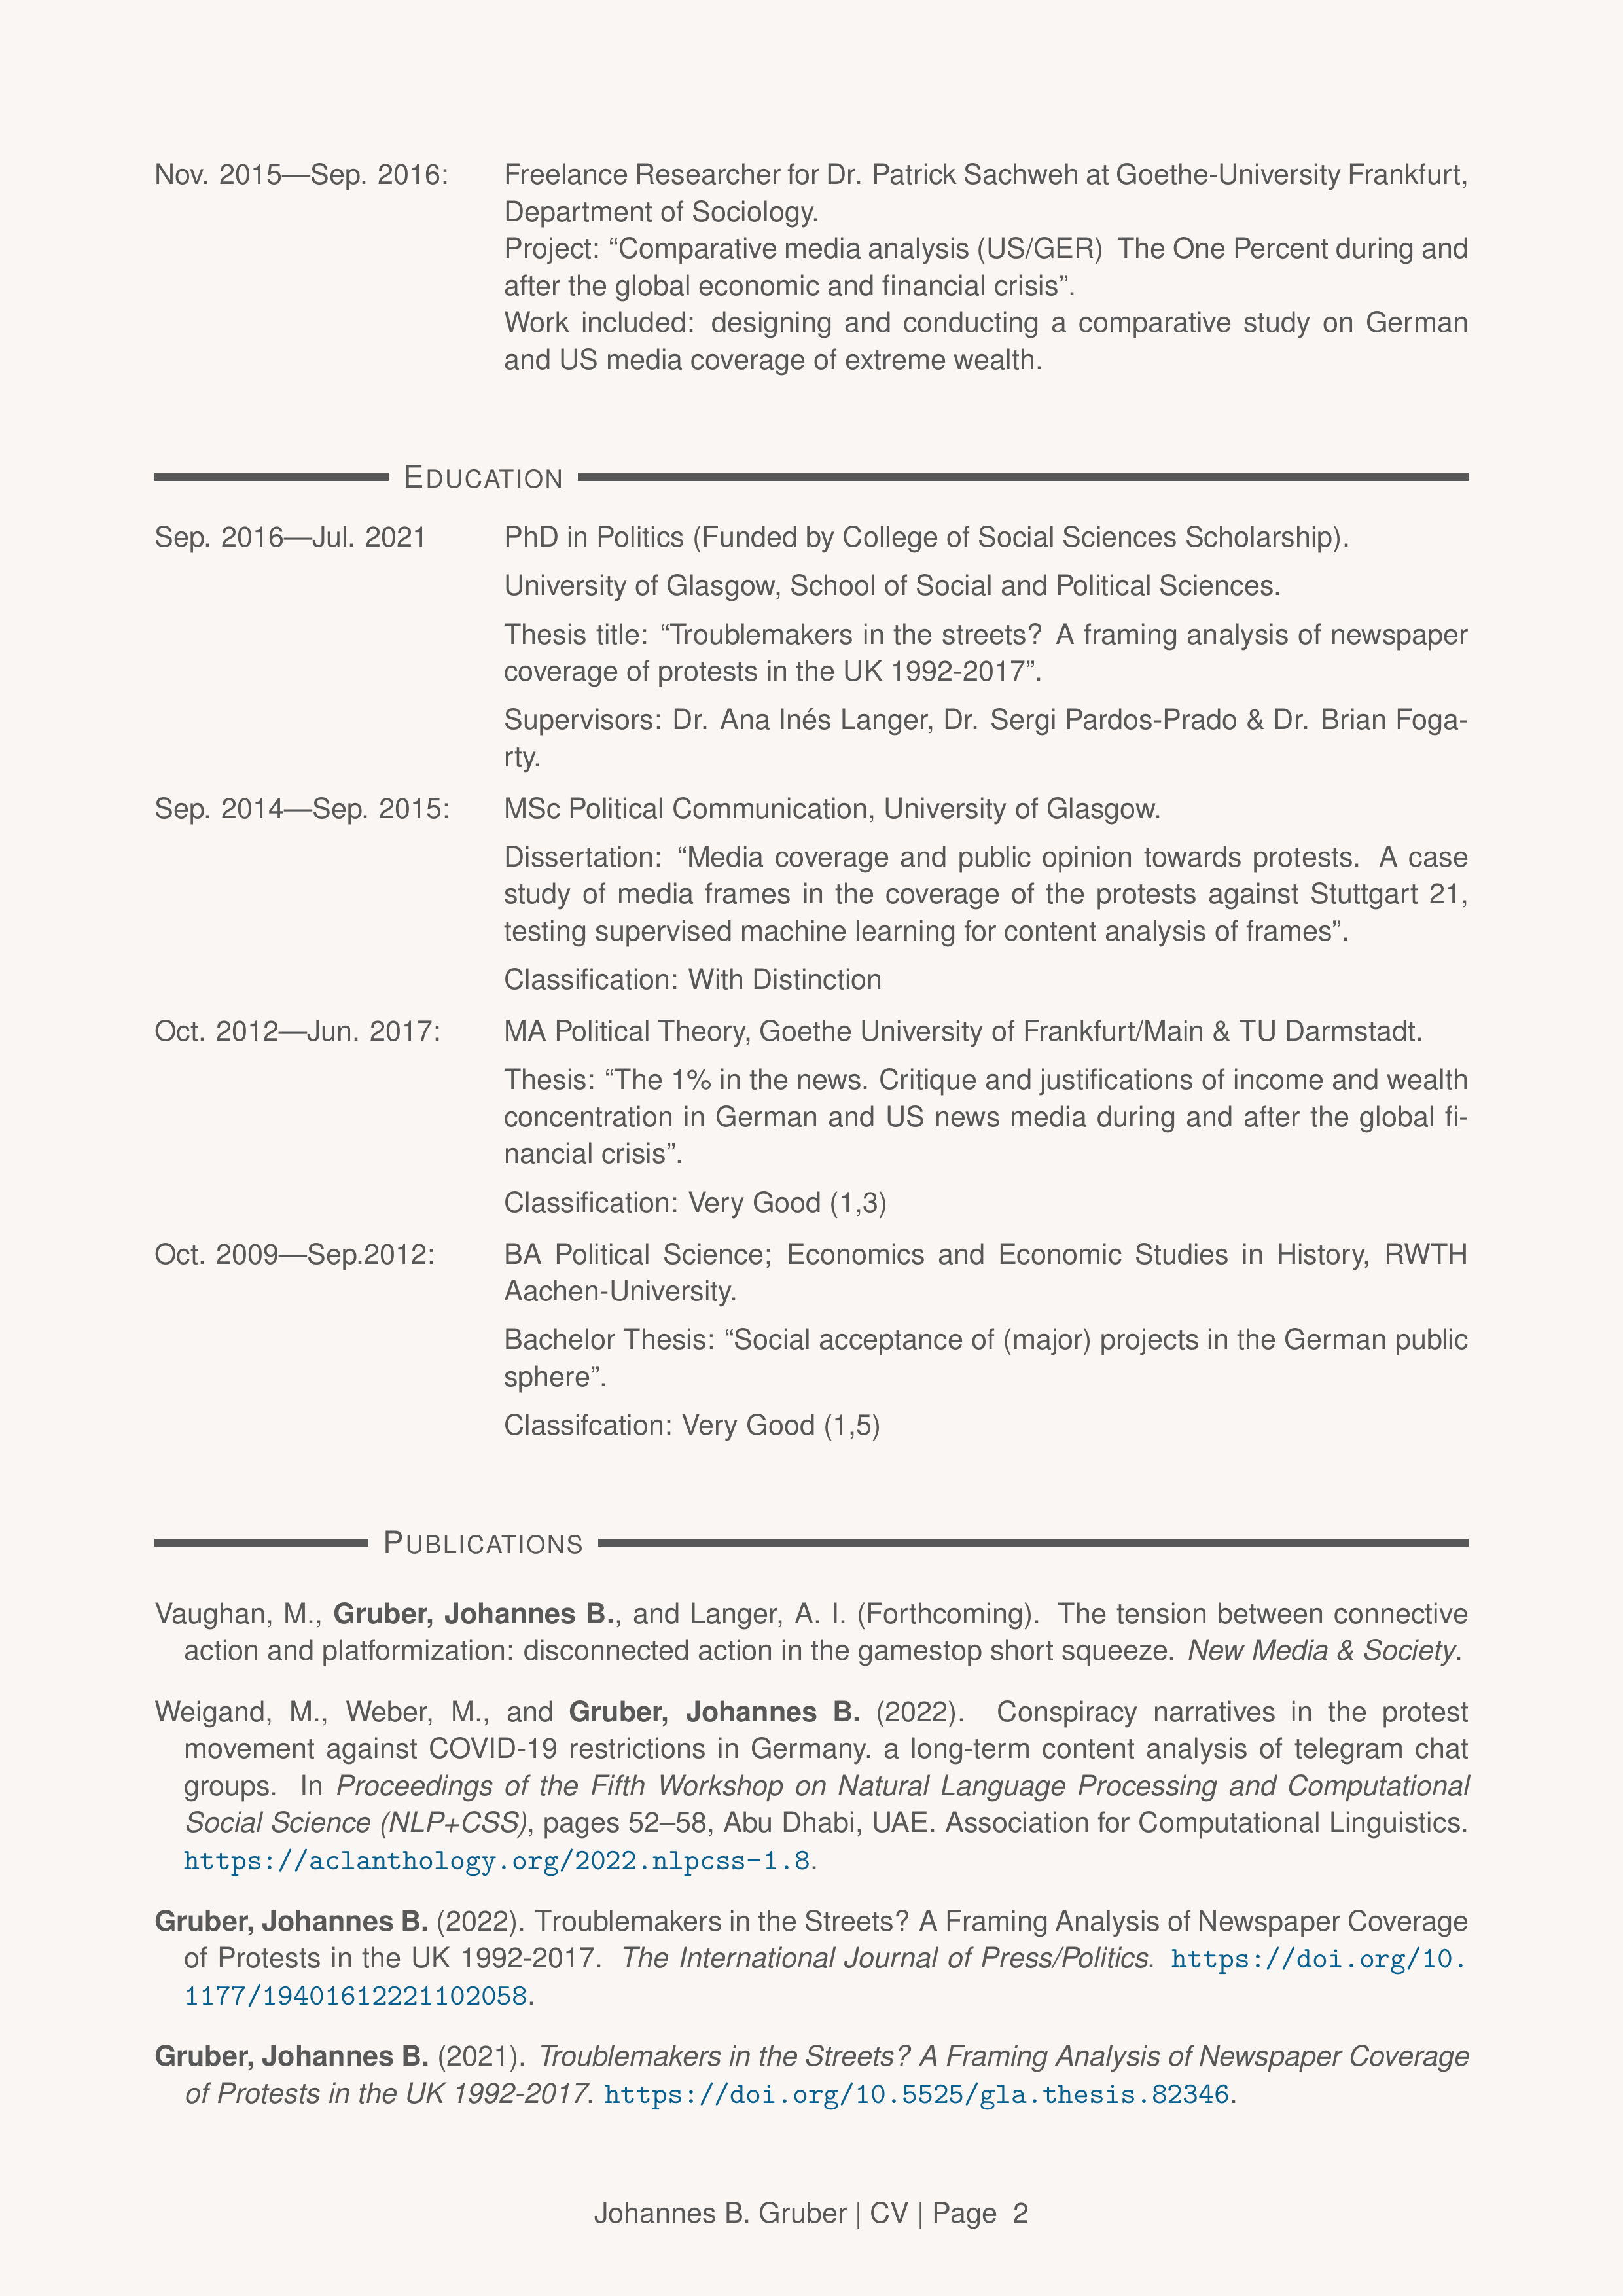 Nov. 2015—Sep. 2016: Freelance Researcher for Dr. Patrick Sachweh at Goethe-University Frankfurt,
Department of Sociology.
Project: “Comparative media analysis (US/GER) The One Percent during and
after the global economic and financial crisis”.
Work included: designing and conducting a comparative study on German
and US media coverage of extreme wealth.
EDUCATION
Sep. 2016—Jul. 2021 PhD in Politics (Funded by College of Social Sciences Scholarship).
University of Glasgow, School of Social and Political Sciences.
Thesis title: “Troublemakers in the streets? A framing analysis of newspaper
coverage of protests in the UK 1992-2017”.
Supervisors: Dr. Ana Inés Langer, Dr. Sergi Pardos-Prado & Dr. Brian Foga-
rty.
Sep. 2014—Sep. 2015: MSc Political Communication, University of Glasgow.
Dissertation: “Media coverage and public opinion towards protests. A case
study of media frames in the coverage of the protests against Stuttgart 21,
testing supervised machine learning for content analysis of frames”.
Classification: With Distinction
Oct. 2012—Jun. 2017: MA Political Theory, Goethe University of Frankfurt/Main & TU Darmstadt.
Thesis: “The 1% in the news. Critique and justifications of income and wealth
concentration in German and US news media during and after the global fi-
nancial crisis”.
Classification: Very Good (1,3)
Oct. 2009—Sep.2012: BA Political Science; Economics and Economic Studies in History, RWTH
Aachen-University.
Bachelor Thesis: “Social acceptance of (major) projects in the German public
sphere”.
Classifcation: Very Good (1,5)
PUBLICATIONS
Vaughan, M., Gruber, Johannes B., and Langer, A. I. (Forthcoming). The tension between connective
action and platformization: disconnected action in the gamestop short squeeze. New Media & Society.
Weigand, M., Weber, M., and Gruber, Johannes B. (2022). Conspiracy narratives in the protest
movement against COVID-19 restrictions in Germany. a long-term content analysis of telegram chat
groups. In Proceedings of the Fifth Workshop on Natural Language Processing and Computational
Social Science (NLP+CSS), pages 52–58, Abu Dhabi, UAE. Association for Computational Linguistics.
https://aclanthology.org/2022.nlpcss-1.8.
Gruber, Johannes B. (2022). Troublemakers in the Streets? A Framing Analysis of Newspaper Coverage
of Protests in the UK 1992-2017. The International Journal of Press/Politics. https://doi.org/10.
1177/19401612221102058.
Gruber, Johannes B. (2021). Troublemakers in the Streets? A Framing Analysis of Newspaper Coverage
of Protests in the UK 1992-2017. https://doi.org/10.5525/gla.thesis.82346.
Johannes B. Gruber | CV | Page 2